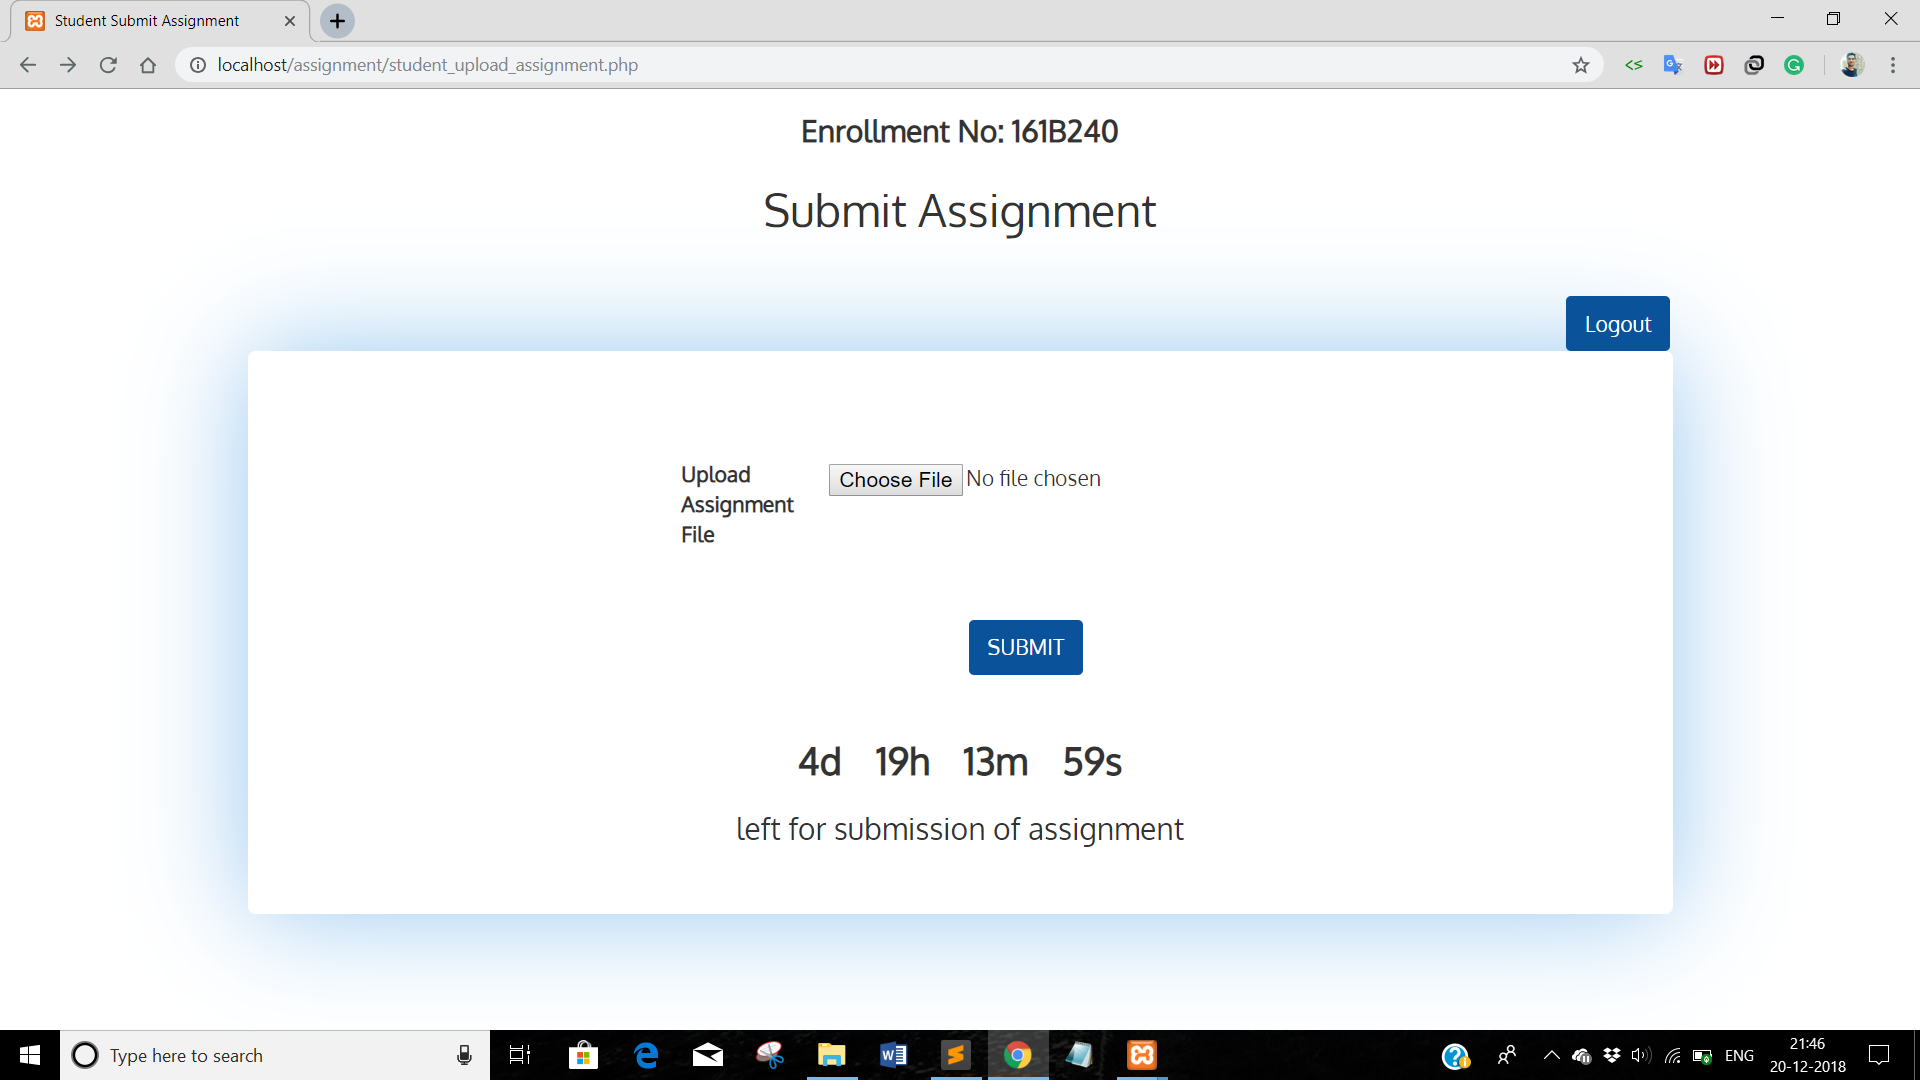 Student Submit Assignment
localhost/assignment/student_upload_assignment.php
Enrollment No: 161B240
Submit Assignment
Logout
Upload
Assignment
File
Choose File No file chosen
SUBMIT
4d 19h 13m 59s
left for submission of assignment
Type here to search
ENG
21:46
20-12-2018